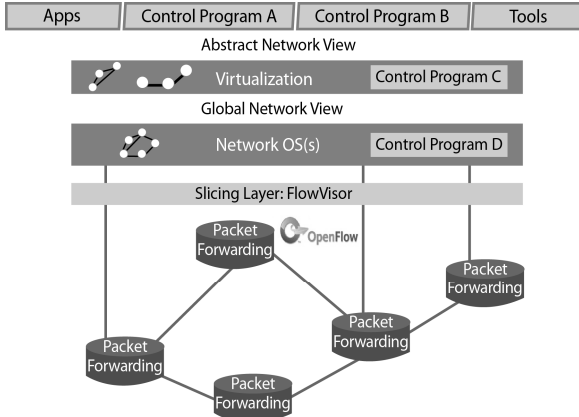 Apps
Control Program A
Control Program B
Tools
Abstract Network View
Virtualization
Control Program C
Global Network View
Network OS(s)
Control Program D
Slicing Layer: FlowVisor
Packet
Forwarding
OpenFlow
Packet
Forwarding
Packet
Forwarding
Packet
Forwarding
Packet
Forwarding